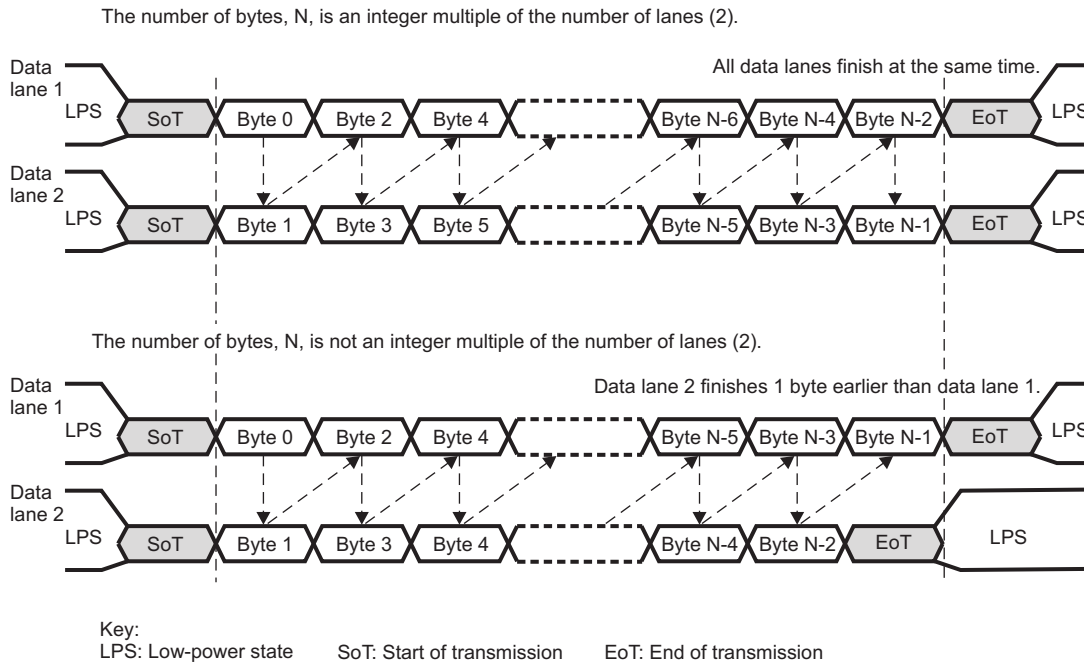 The number of bytes, N, is an integer multiple of the number of lanes (2).
All data lanes finish at the same time.
Data
lane 1
LPS SoT Byte 0 Byte 2 Byte 4 Byte N-6 Byte N-4 Byte N-2 EoT LPS
Data
lane 2
LPS SoT Byte 1 Byte 3 Byte 5 Byte N-5 Byte N-3 Byte N-1 EoT LPS
The number of bytes, N, is not an integer multiple of the number of lanes (2).
Data lane 2 finishes 1 byte earlier than data lane 1.
Data
lane 1
LPS SoT Byte 0 Byte 2 Byte 4 Byte N-5 Byte N-3 Byte N-1 EoT LPS
Data
lane 2
LPS SoT Byte 1 Byte 3 Byte 4 Byte N-4 Byte N-2 EoT LPS
Key:
LPS: Low-power state SoT: Start of transmission EoT: End of transmission